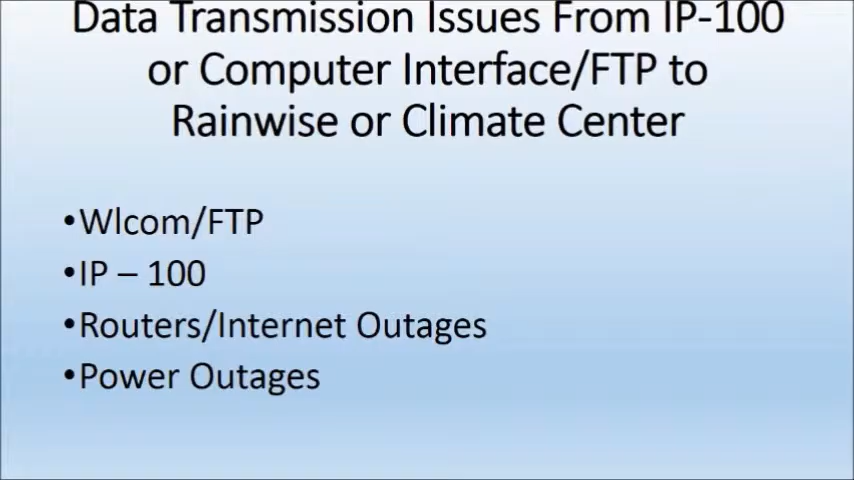 Data Transmission Issues From IP-100
or Computer Interface/FTP to
Rainwise or Climate Center
•Wlcom/FTP
•IP – 100
•Routers/Internet Outages
•Power Outages